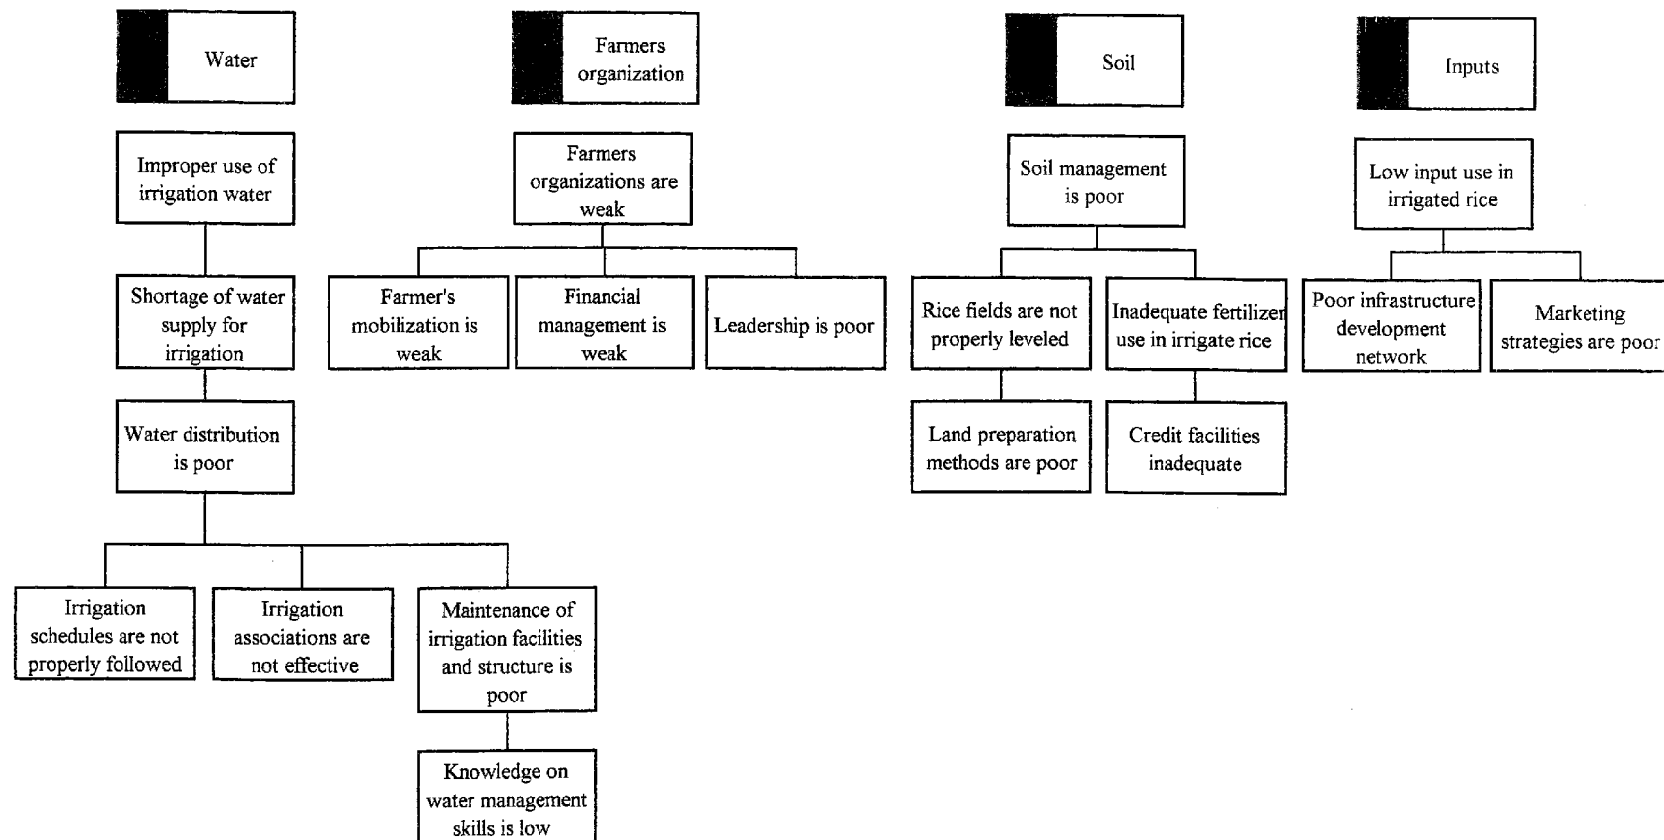 Water
Farmers
organization
Soil
Inputs
Improper use of
irrigation water
Farmers
organizations are
weak
Soil management
is poor
Low input use in
irrigated rice
Shortage of water
supply for
irrigation
Farmer's
mobilization is
weak
Financial
management is
weak
Leadership is poor
Rice fields are not
properly leveled
Inadequate fertilizer
use in irrigate rice
Poor infrastructure
development
network
Marketing
strategies are poor
Water distribution
is poor
Land preparation
methods are poor
Credit facilities
inadequate
Irrigation
schedules are not
properly followed
Irrigation
associations are
not effective
Maintenance of
irrigation facilities
and structure is
poor
Knowledge on
water management
skills is low